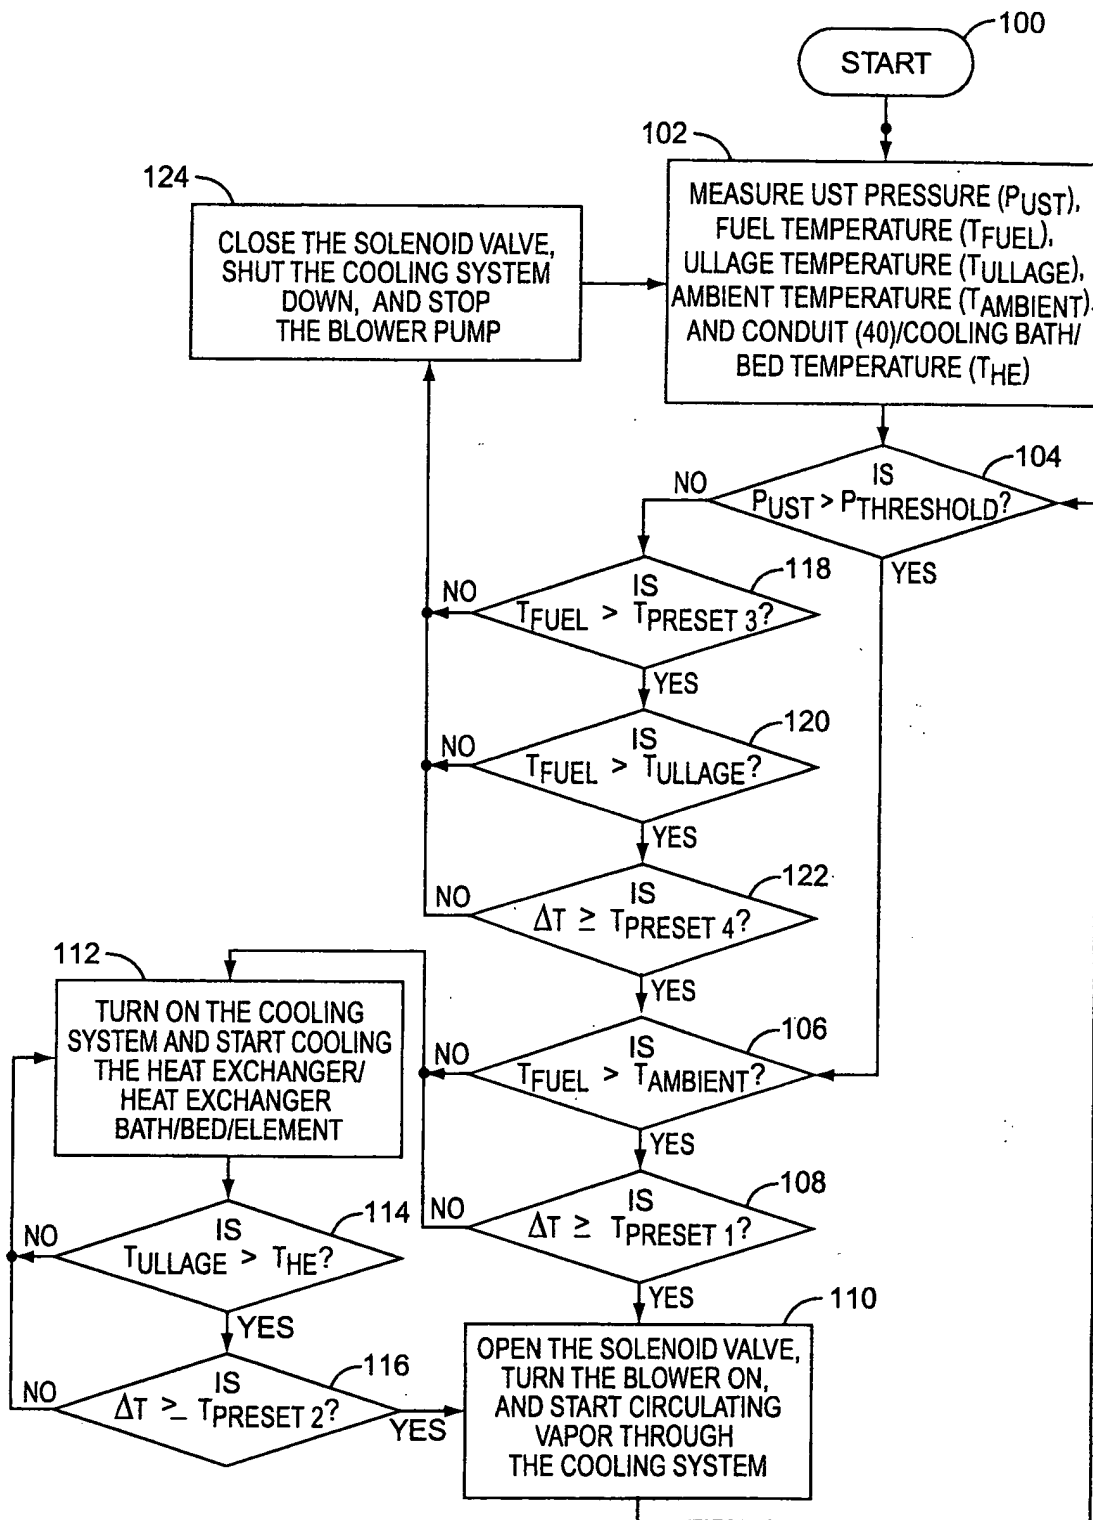 100
START
102
MEASURE UST PRESSURE (PUST),
FUEL TEMPERATURE (TFUEL),
ULLAGE TEMPERATURE (TULLAGE),
AMBIENT TEMPERATURE (TAMBIENT),
AND CONDUIT (40)/COOLING BATH/
BED TEMPERATURE (THE)
124
CLOSE THE SOLENOID VALVE,
SHUT THE COOLING SYSTEM
DOWN, AND STOP
THE BLOWER PUMP
104
IS
PUST > PTHRESHOLD?
NO
YES
118
IS
TFUEL > TPRESET 3?
NO
YES
120
IS
TFUEL > TULLAGE?
NO
YES
122
IS
ΔT ≥ TPRESET 4?
NO
YES
106
IS
TFUEL > TAMBIENT?
NO
YES
108
IS
ΔT ≥ TPRESET 1?
NO
YES
112
TURN ON THE COOLING
SYSTEM AND START COOLING
THE HEAT EXCHANGER/
HEAT EXCHANGER
BATH/BED/ELEMENT
114
IS
TULLAGE > THE?
NO
YES
116
IS
ΔT ≥ TPRESET 2?
NO
YES
110
OPEN THE SOLENOID VALVE,
TURN THE BLOWER ON,
AND START CIRCULATING
VAPOR THROUGH
THE COOLING SYSTEM